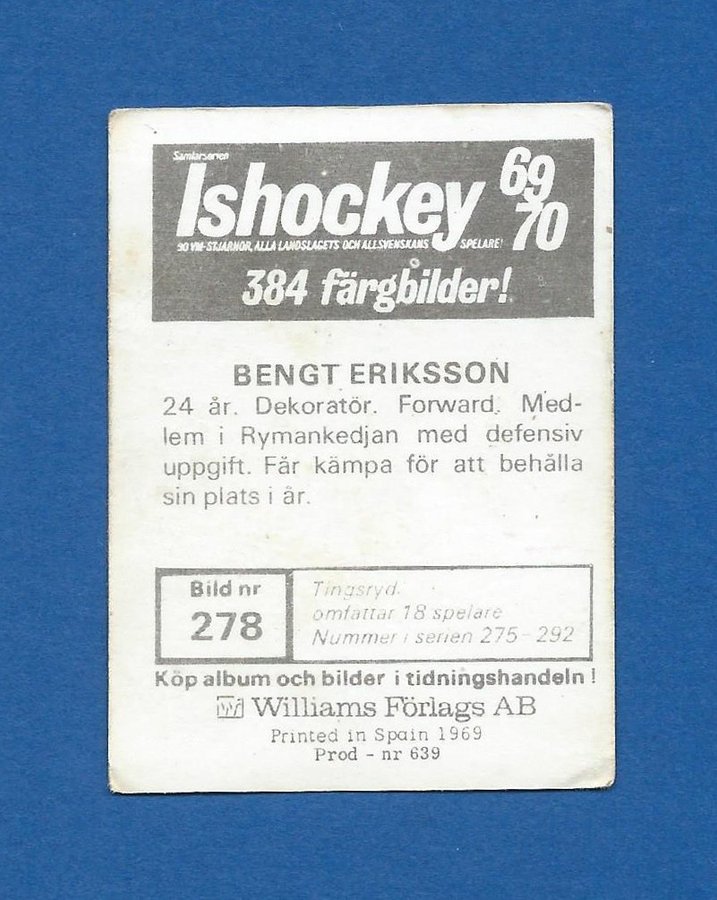 Samlarserien
Ishockey 69 70
90 VM-STJÄRNOR, ALLA LANDSLAGETS OCH ALLSVENSKANS SPELARE!
384 färgbilder!
BENGT ERIKSSON
24 år. Dekoratör. Forward. Med-
lem i Rymankedjan med defensiv
uppgift. Får kämpa för att behålla
sin plats i år.
Bild nr
278
Tingsryd
omfattar 18 spelare
Nummer i serien 275-292
Köp album och bilder i tidningshandeln!
W Williams Förlags AB
Printed in Spain 1969
Prod - nr 639